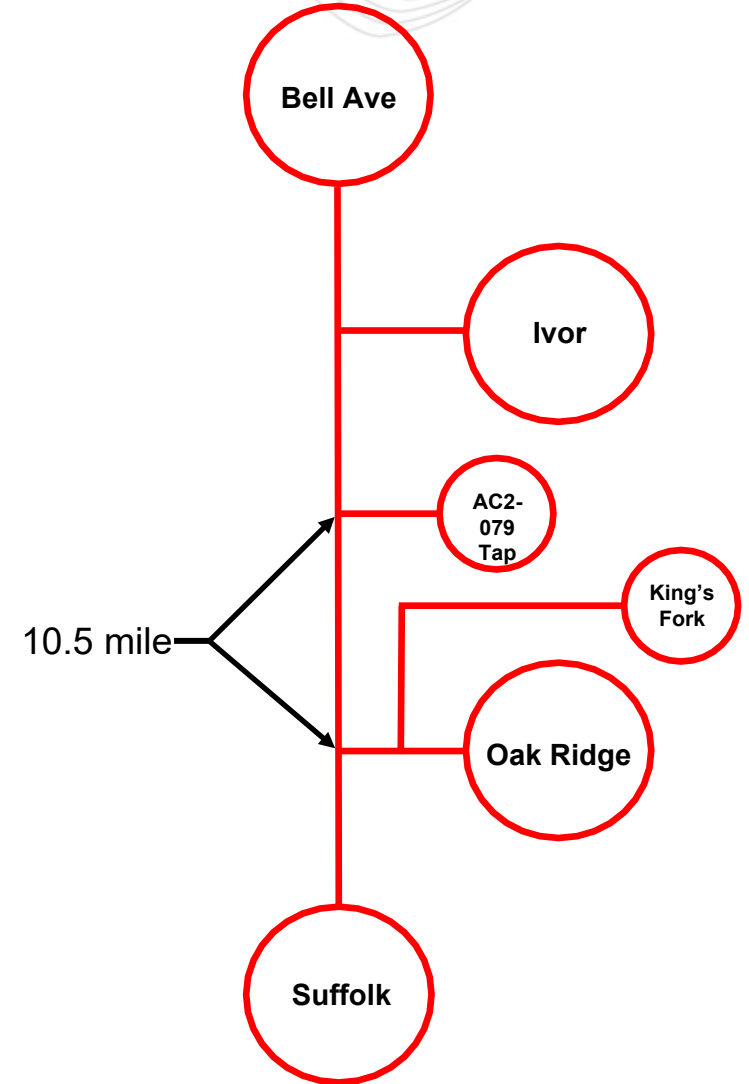 Bell Ave
Ivor
AC2-
079
Tap
King's
Fork
10.5 mile
Oak Ridge
Suffolk